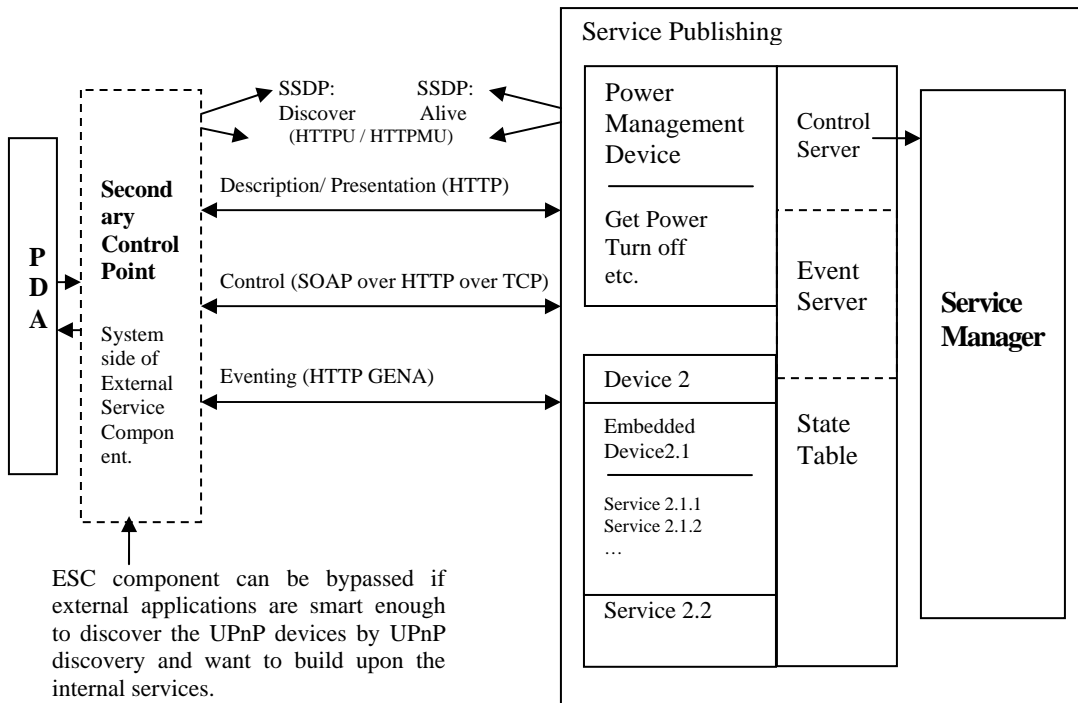 Service Publishing
SSDP:
Discover
SSDP:
Alive
(HTTPU / HTTPMU)
Description/ Presentation (HTTP)
Control (SOAP over HTTP over TCP)
Eventing (HTTP GENA)
P
D
A
Second
ary
Control
Point
System
side of
External
Service
Compon
ent.
Power
Management
Device
Get Power
Turn off
etc.
Control
Server
Event
Server
State
Table
Service
Manager
Device 2
Embedded
Device2.1
Service 2.1.1
Service 2.1.2
…
Service 2.2
ESC component can be bypassed if
external applications are smart enough
to discover the UPnP devices by UPnP
discovery and want to build upon the
internal services.